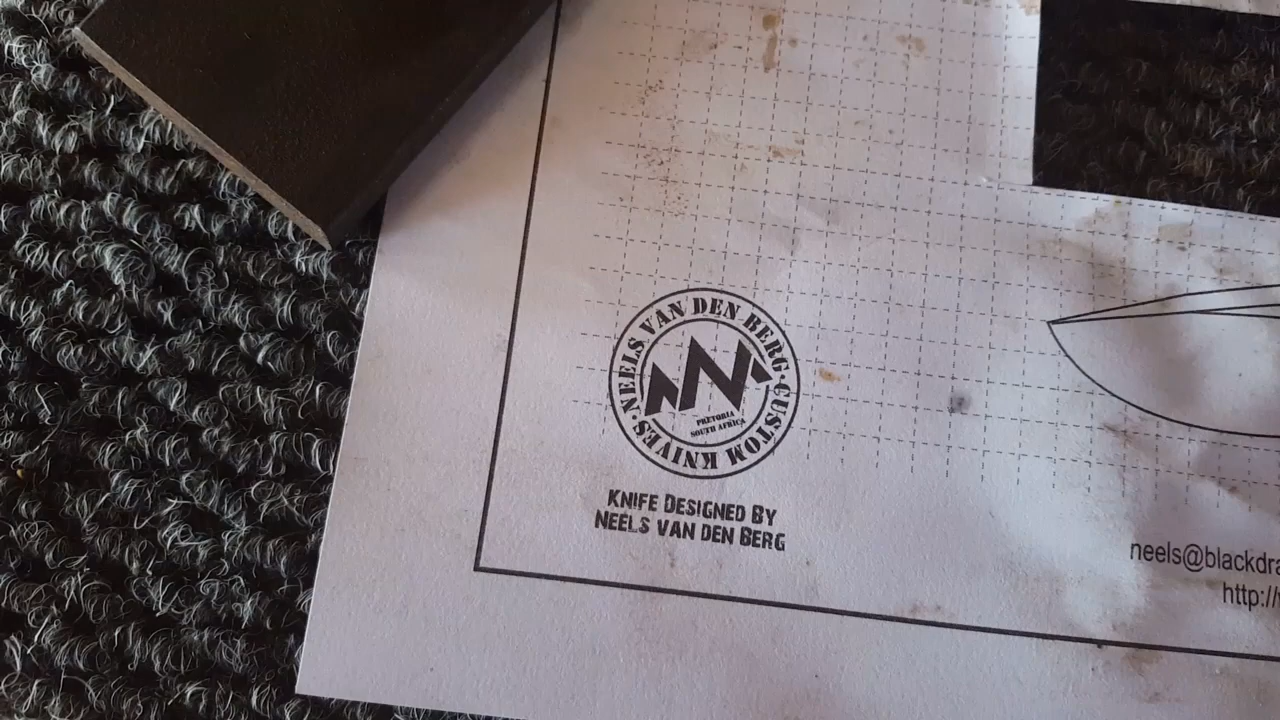 NEELS VAN DEN BERG · CUSTOM KNIVES ·
PRETORIA
SOUTH AFRICA
KNIFE DESIGNED BY
NEELS VAN DEN BERG
neels@blackdra
http://